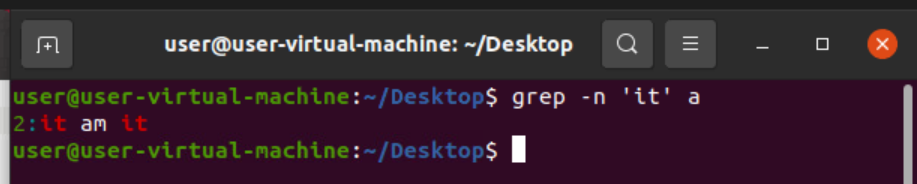 user@user-virtual-machine: ~/Desktop
user@user-virtual-machine:~/Desktop$ grep -n 'it' a
2:it am it
user@user-virtual-machine:~/Desktop$